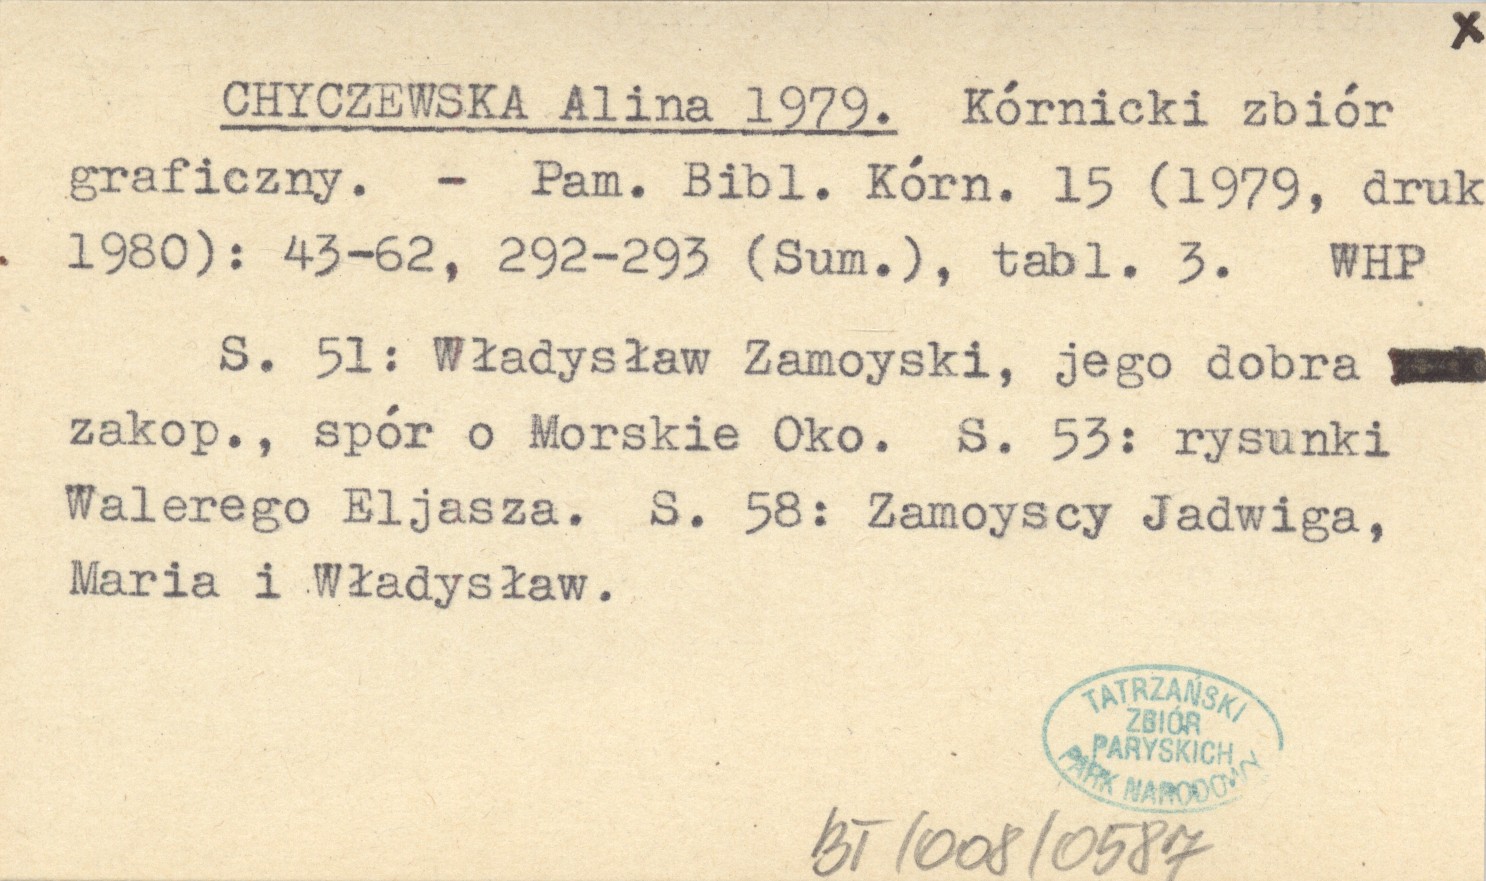 x
CHYCZEWSKA Alina 1979. Kórnicki zbiór
graficzny. - Pam. Bibl. Kórn. 15 (1979, druk
1980): 43-62, 292-293 (Sum.), tabl. 3. WHP
S. 51: Władysław Zamoyski, jego dobra
zakop., spór o Morskie Oko. S. 53: rysunki
Walerego Eljasza. S. 58: Zamoyscy Jadwiga,
Maria i Władysław.
TATRZAŃSKI
ZBIÓR
PARYSKICH
PARK NARODOWY
BT/008/0587